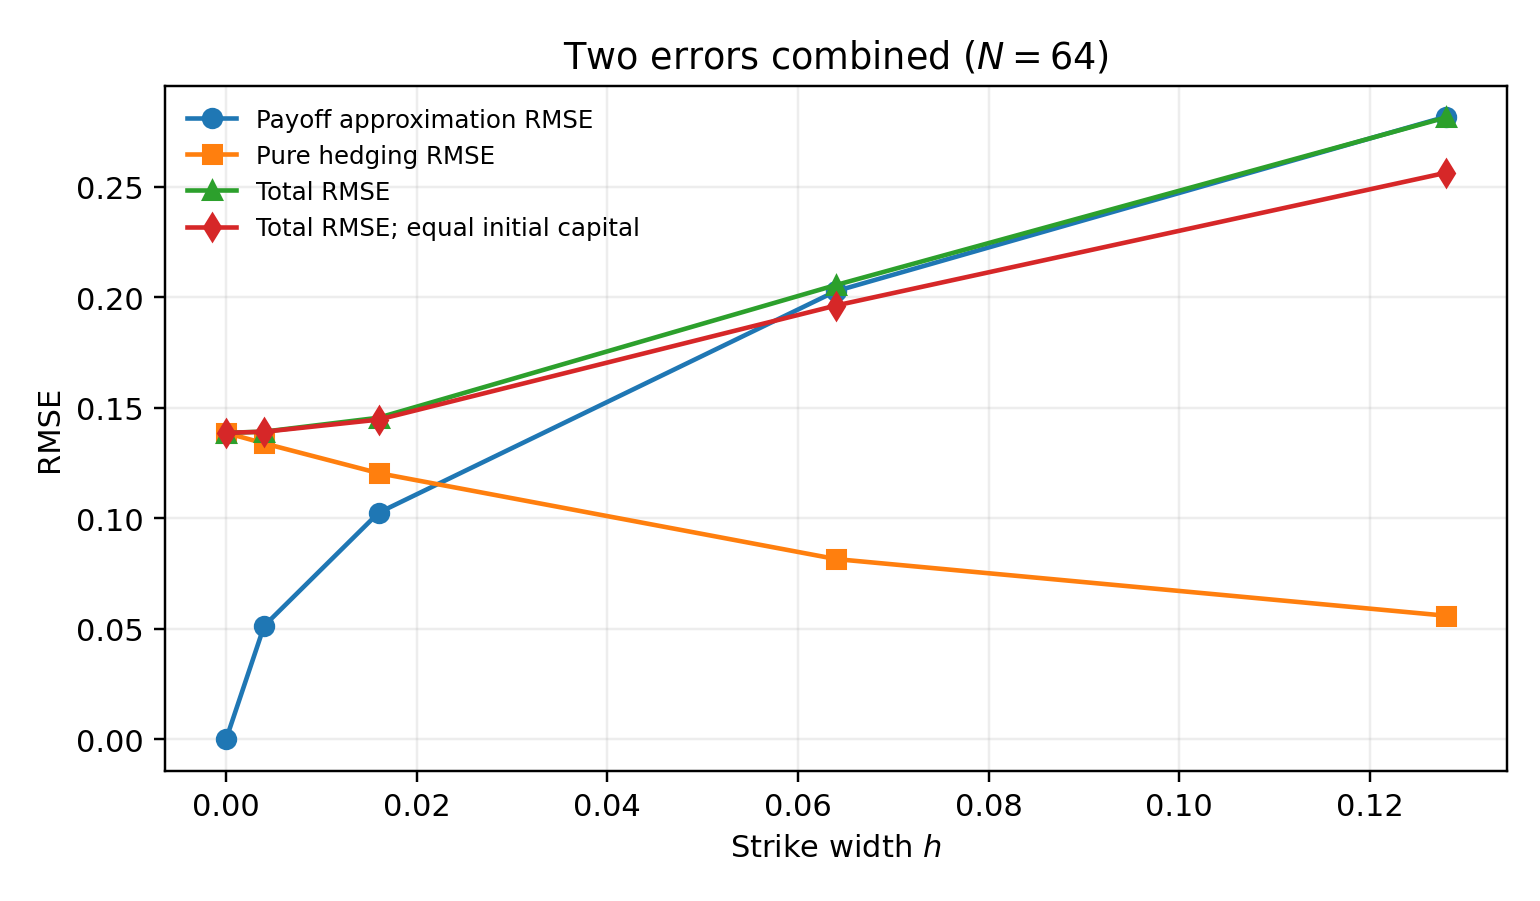 Two errors combined (N = 64)
Payoff approximation RMSE
Pure hedging RMSE
Total RMSE
Total RMSE; equal initial capital
RMSE
0.25
0.20
0.15
0.10
0.05
0.00
0.00 0.02 0.04 0.06 0.08 0.10 0.12
Strike width h